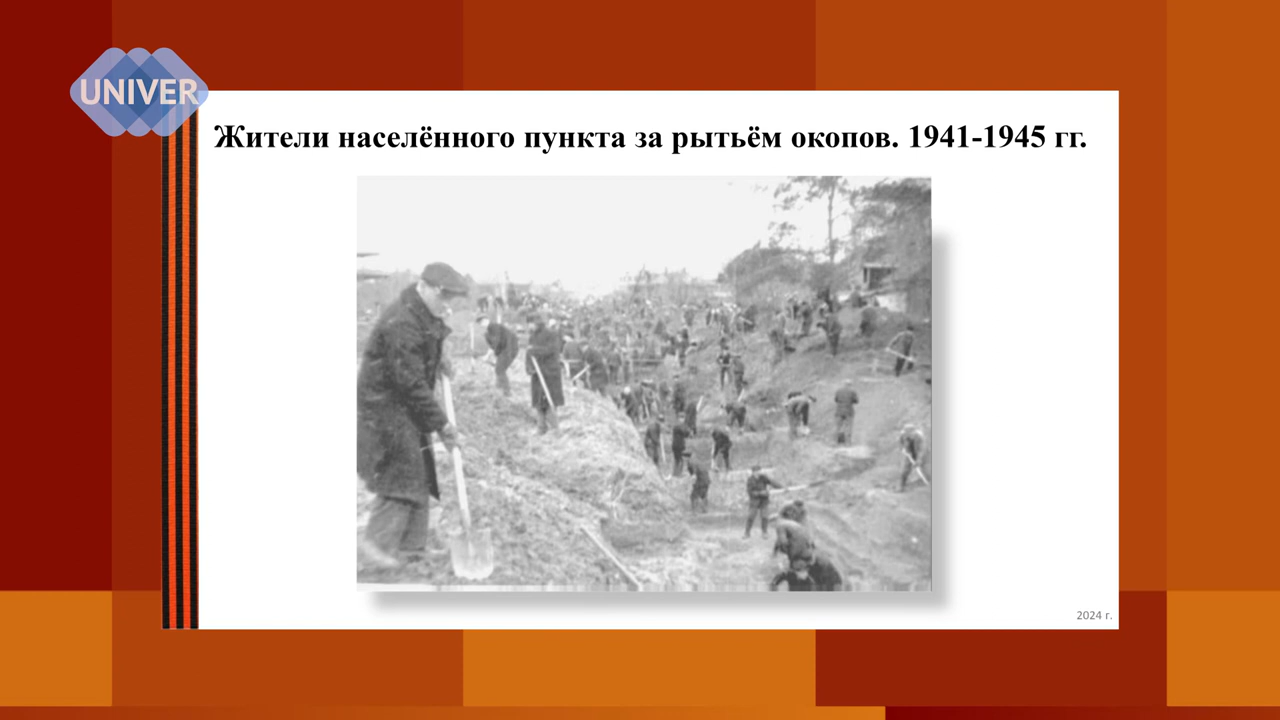 UNIVER
Жители населённого пункта за рытьём окопов. 1941-1945 гг.
2024 г.